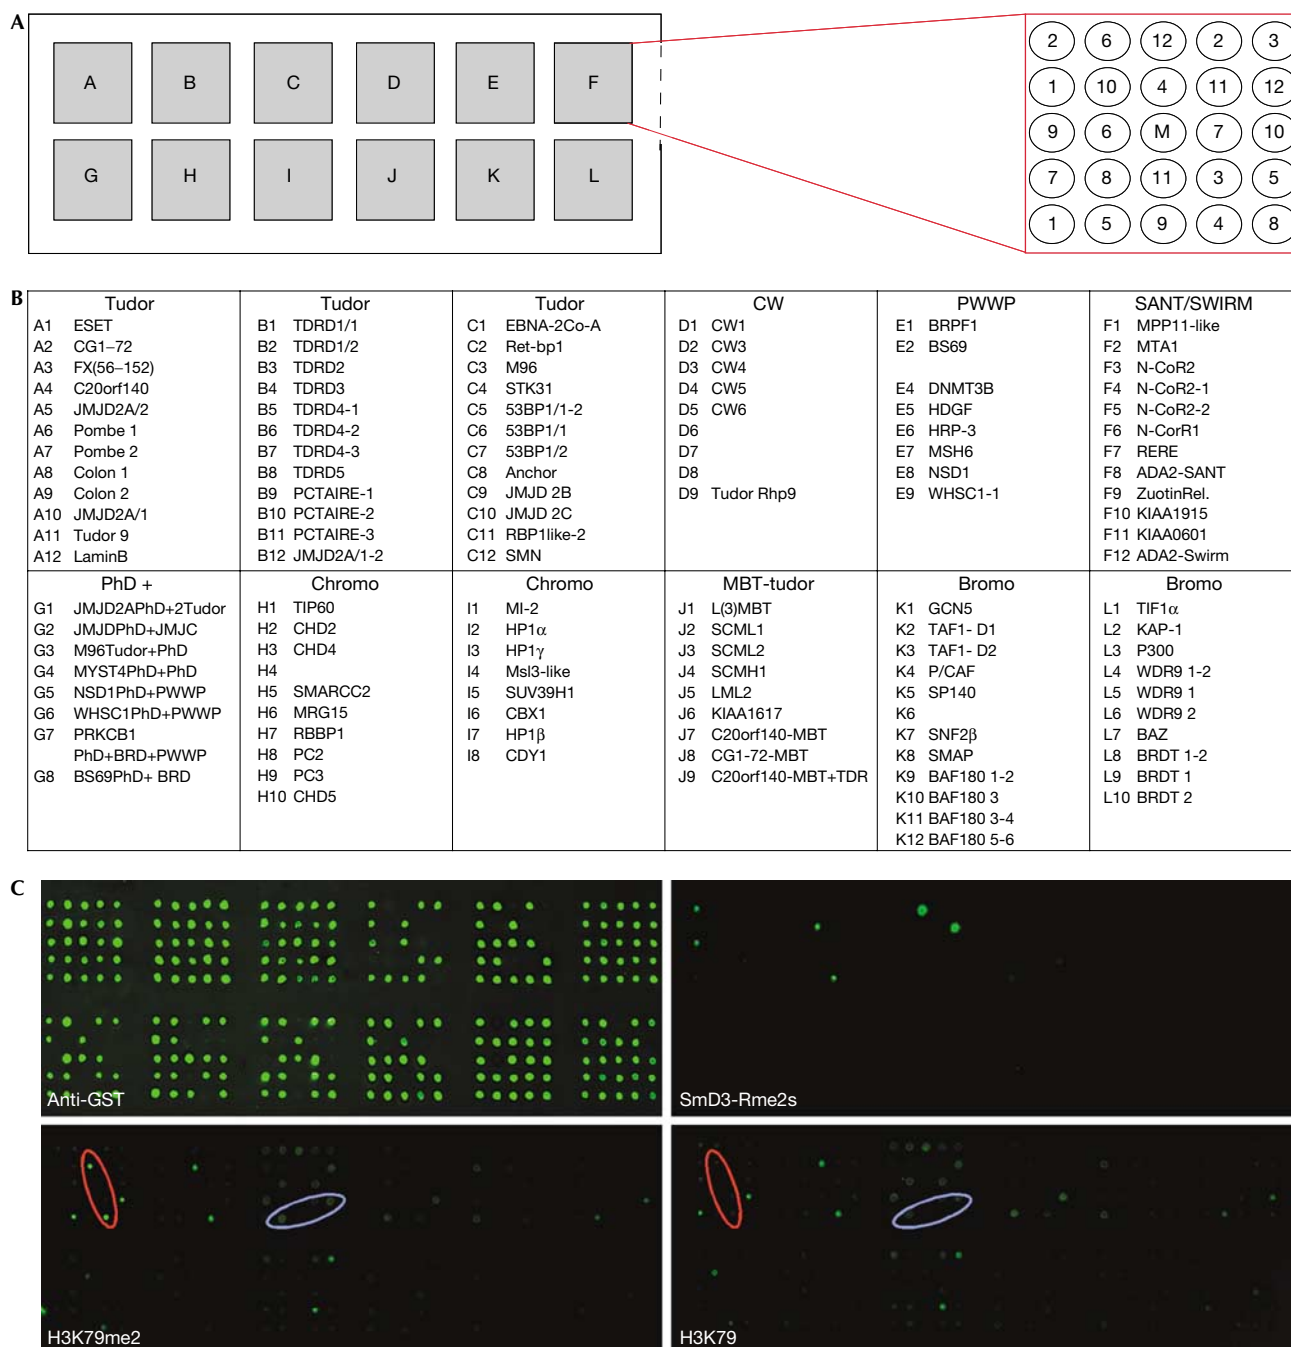 A
A B C D E F
G H I J K L
2 6 12 2 3
1 10 4 11 12
9 6 M 7 10
7 8 11 3 5
1 5 9 4 8
B
Tudor
A1 ESET
A2 CG1–72
A3 FX(56–152)
A4 C20orf140
A5 JMJD2A/2
A6 Pombe 1
A7 Pombe 2
A8 Colon 1
A9 Colon 2
A10 JMJD2A/1
A11 Tudor 9
A12 LaminB
Tudor
B1 TDRD1/1
B2 TDRD1/2
B3 TDRD2
B4 TDRD3
B5 TDRD4-1
B6 TDRD4-2
B7 TDRD4-3
B8 TDRD5
B9 PCTAIRE-1
B10 PCTAIRE-2
B11 PCTAIRE-3
B12 JMJD2A/1-2
Tudor
C1 EBNA-2Co-A
C2 Ret-bp1
C3 M96
C4 STK31
C5 53BP1/1-2
C6 53BP1/1
C7 53BP1/2
C8 Anchor
C9 JMJD 2B
C10 JMJD 2C
C11 RBP1like-2
C12 SMN
CW
D1 CW1
D2 CW3
D3 CW4
D4 CW5
D5 CW6
D6
D7
D8
D9 Tudor Rhp9
PWWP
E1 BRPF1
E2 BS69
E4 DNMT3B
E5 HDGF
E6 HRP-3
E7 MSH6
E8 NSD1
E9 WHSC1-1
SANT/SWIRM
F1 MPP11-like
F2 MTA1
F3 N-CoR2
F4 N-CoR2-1
F5 N-CoR2-2
F6 N-CorR1
F7 RERE
F8 ADA2-SANT
F9 ZuotinRel.
F10 KIAA1915
F11 KIAA0601
F12 ADA2-Swirm
PhD +
G1 JMJD2APhD+2Tudor
G2 JMJDPhD+JMJC
G3 M96Tudor+PhD
G4 MYST4PhD+PhD
G5 NSD1PhD+PWWP
G6 WHSC1PhD+PWWP
G7 PRKCB1
PhD+BRD+PWWP
G8 BS69PhD+ BRD
Chromo
H1 TIP60
H2 CHD2
H3 CHD4
H4
H5 SMARCC2
H6 MRG15
H7 RBBP1
H8 PC2
H9 PC3
H10 CHD5
Chromo
I1 MI-2
I2 HP1α
I3 HP1γ
I4 Msl3-like
I5 SUV39H1
I6 CBX1
I7 HP1β
I8 CDY1
MBT-tudor
J1 L(3)MBT
J2 SCML1
J3 SCML2
J4 SCMH1
J5 LML2
J6 KIAA1617
J7 C20orf140-MBT
J8 CG1-72-MBT
J9 C20orf140-MBT+TDR
Bromo
K1 GCN5
K2 TAF1- D1
K3 TAF1- D2
K4 P/CAF
K5 SP140
K6
K7 SNF2β
K8 SMAP
K9 BAF180 1-2
K10 BAF180 3
K11 BAF180 3-4
K12 BAF180 5-6
Bromo
L1 TIF1α
L2 KAP-1
L3 P300
L4 WDR9 1-2
L5 WDR9 1
L6 WDR9 2
L7 BAZ
L8 BRDT 1-2
L9 BRDT 1
L10 BRDT 2
C
Anti-GST
SmD3-Rme2s
H3K79me2
H3K79